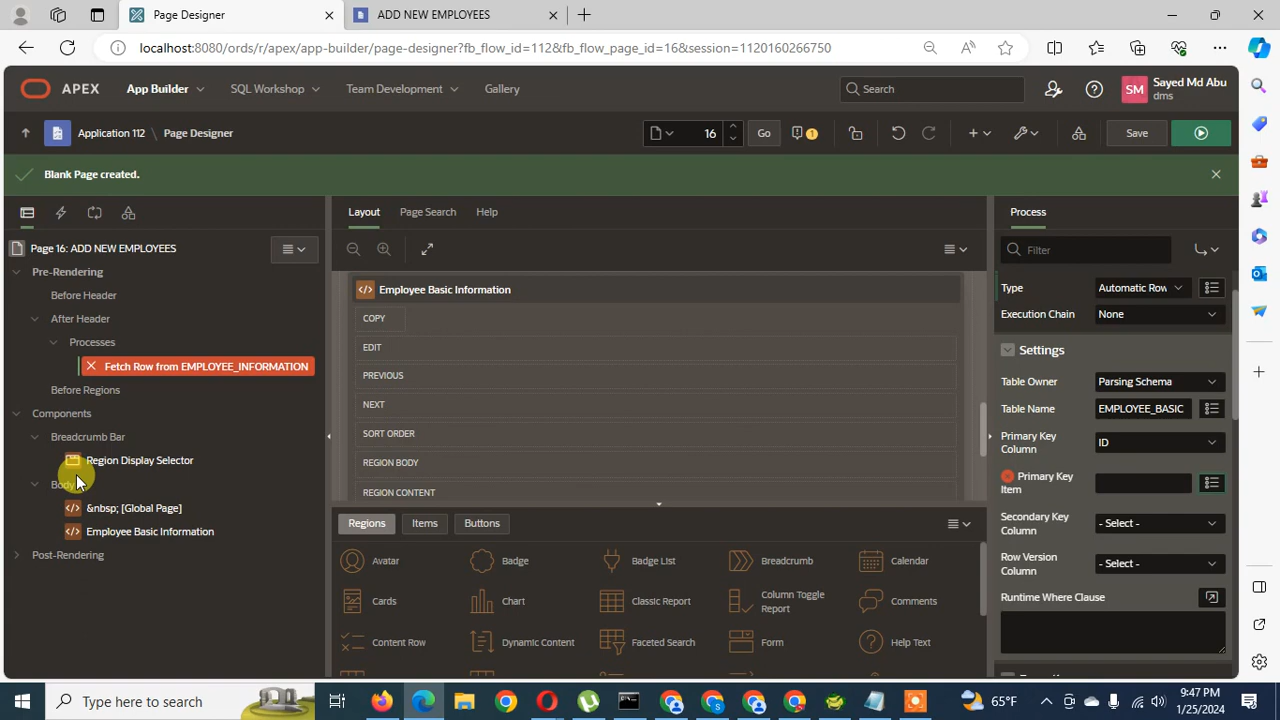 Page Designer
ADD NEW EMPLOYEES
localhost:8080/ords/r/apex/app-builder/page-designer?fb_flow_id=112&fb_flow_page_id=16&session=1120160266750
APEX
App Builder
SQL Workshop
Team Development
Gallery
Search
SM
Sayed Md Abu
dms
Application 112
Page Designer
16
Go
1
Save
Blank Page created.
Layout
Page Search
Help
Process
Page 16: ADD NEW EMPLOYEES
Pre-Rendering
Before Header
After Header
Processes
Fetch Row from EMPLOYEE_INFORMATION
Before Regions
Components
Breadcrumb Bar
Region Display Selector
&nbsp; [Global Page]
Employee Basic Information
Post-Rendering
Employee Basic Information
COPY
EDIT
PREVIOUS
NEXT
SORT ORDER
REGION BODY
REGION CONTENT
Regions
Items
Buttons
Avatar
Badge
Badge List
Breadcrumb
Calendar
Cards
Chart
Classic Report
Column Toggle
Report
Comments
Content Row
Dynamic Content
Faceted Search
Form
Help Text
Filter
Type
Automatic Row
Execution Chain
None
Settings
Table Owner
Parsing Schema
Table Name
EMPLOYEE_BASIC
Primary Key
Column
ID
Primary Key
Item
Secondary Key
Column
- Select -
Row Version
Column
- Select -
Runtime Where Clause
Type here to search
65°F
9:47 PM
1/25/2024